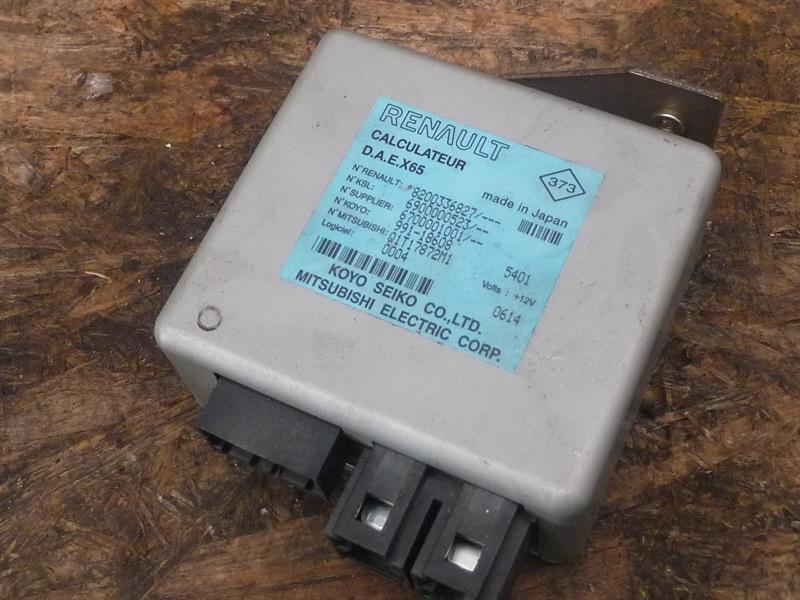 RENAULT
CALCULATEUR
D.A.E.X65
373
made in Japan
N°RENAULT: 8200336827/---
N°KSL: 6900000523/--
N°SUPPLIER: 6700001001/--
N°KOYO: 991-18608
N°MITSUBISHI: Q1T17872M1
Logiciel: 0004
5401
Volts : +12V
0614
KOYO SEIKO CO.,LTD.
MITSUBISHI ELECTRIC CORP.